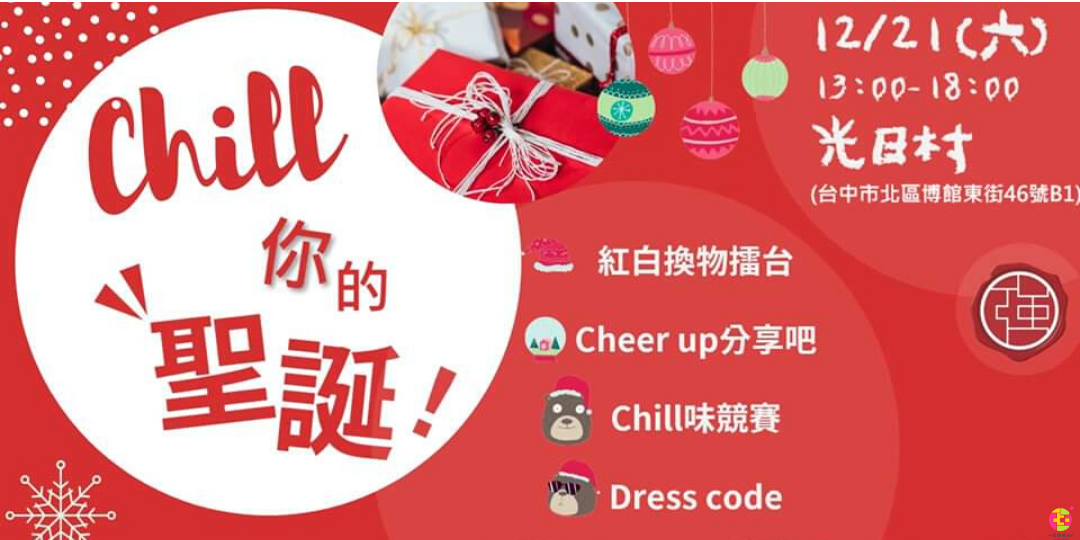 Chill
你的
聖誕!
12/21(六)
13:00-18:00
光日村
(台中市北區博館東街46號B1)
紅白換物擂台
Cheer up分享吧
Chill味競賽
Dress code